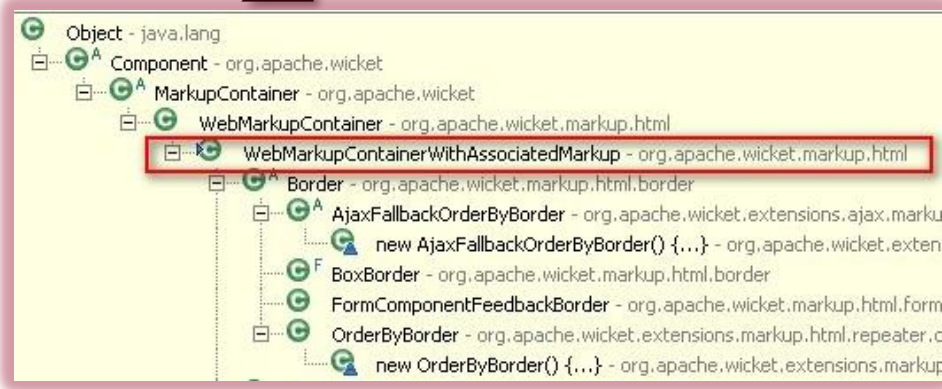 Object - java.lang
A Component - org.apache.wicket
A MarkupContainer - org.apache.wicket
WebMarkupContainer - org.apache.wicket.markup.html
WebMarkupContainerWithAssociatedMarkup - org.apache.wicket.markup.html
A Border - org.apache.wicket.markup.html.border
A AjaxFallbackOrderByBorder - org.apache.wicket.extensions.ajax.marku
new AjaxFallbackOrderByBorder() {...} - org.apache.wicket.exten
F BoxBorder - org.apache.wicket.markup.html.border
FormComponentFeedbackBorder - org.apache.wicket.markup.html.form
OrderByBorder - org.apache.wicket.extensions.markup.html.repeater.
new OrderByBorder() {...} - org.apache.wicket.extensions.markup